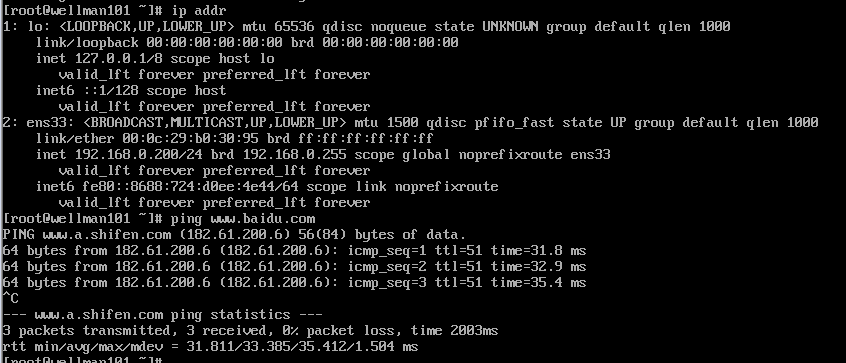 [root@wellman101 ~]# ip addr
1: lo: <LOOPBACK,UP,LOWER_UP> mtu 65536 qdisc noqueue state UNKNOWN group default qlen 1000
    link/loopback 00:00:00:00:00:00 brd 00:00:00:00:00:00
    inet 127.0.0.1/8 scope host lo
       valid_lft forever preferred_lft forever
    inet6 ::1/128 scope host
       valid_lft forever preferred_lft forever
2: ens33: <BROADCAST,MULTICAST,UP,LOWER_UP> mtu 1500 qdisc pfifo_fast state UP group default qlen 1000
    link/ether 00:0c:29:b0:30:95 brd ff:ff:ff:ff:ff:ff
    inet 192.168.0.200/24 brd 192.168.0.255 scope global noprefixroute ens33
       valid_lft forever preferred_lft forever
    inet6 fe80::8688:724:d0ee:4e44/64 scope link noprefixroute
       valid_lft forever preferred_lft forever
[root@wellman101 ~]# ping www.baidu.com
PING www.a.shifen.com (182.61.200.6) 56(84) bytes of data.
64 bytes from 182.61.200.6 (182.61.200.6): icmp_seq=1 ttl=51 time=31.8 ms
64 bytes from 182.61.200.6 (182.61.200.6): icmp_seq=2 ttl=51 time=32.9 ms
64 bytes from 182.61.200.6 (182.61.200.6): icmp_seq=3 ttl=51 time=35.4 ms
^C
--- www.a.shifen.com ping statistics ---
3 packets transmitted, 3 received, 0% packet loss, time 2003ms
rtt min/avg/max/mdev = 31.811/33.385/35.412/1.504 ms
[root@wellman101 ~]#